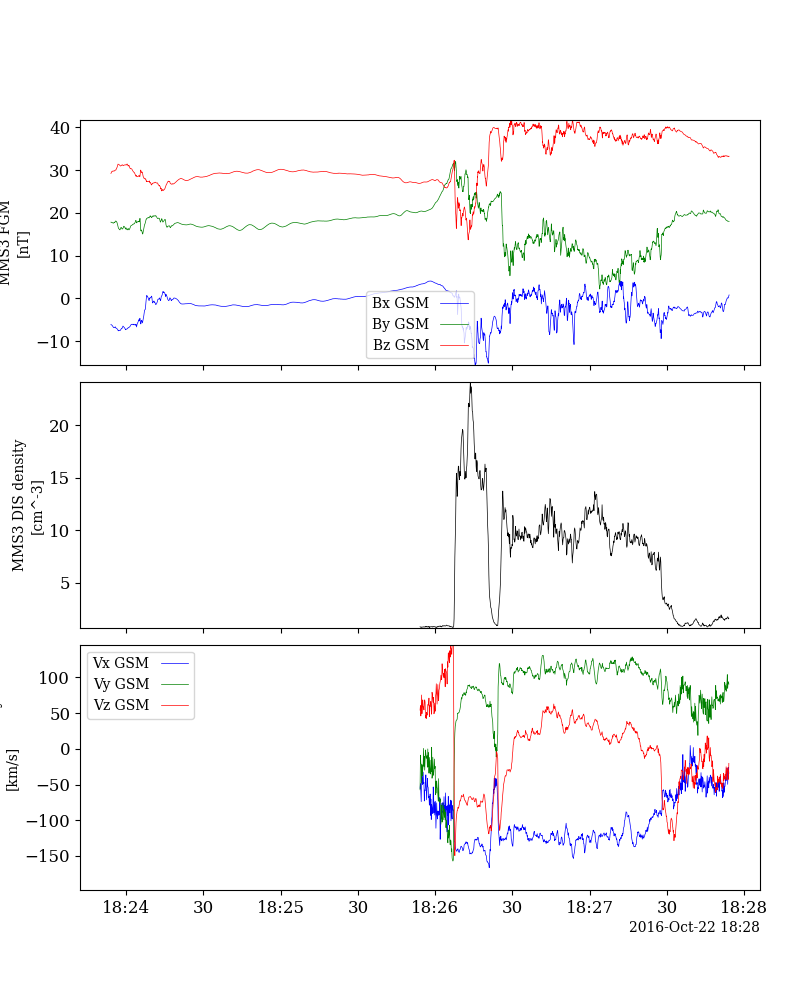 40
30
20
10
0
−10
MMS3 FGM
[nT]
Bx GSM
By GSM
Bz GSM
20
15
10
5
MMS3 DIS density
[cm^-3]
100
50
0
−50
−100
−150
[km/s]
Vx GSM
Vy GSM
Vz GSM
18:24 30 18:25 30 18:26 30 18:27 30 18:28
2016-Oct-22 18:28